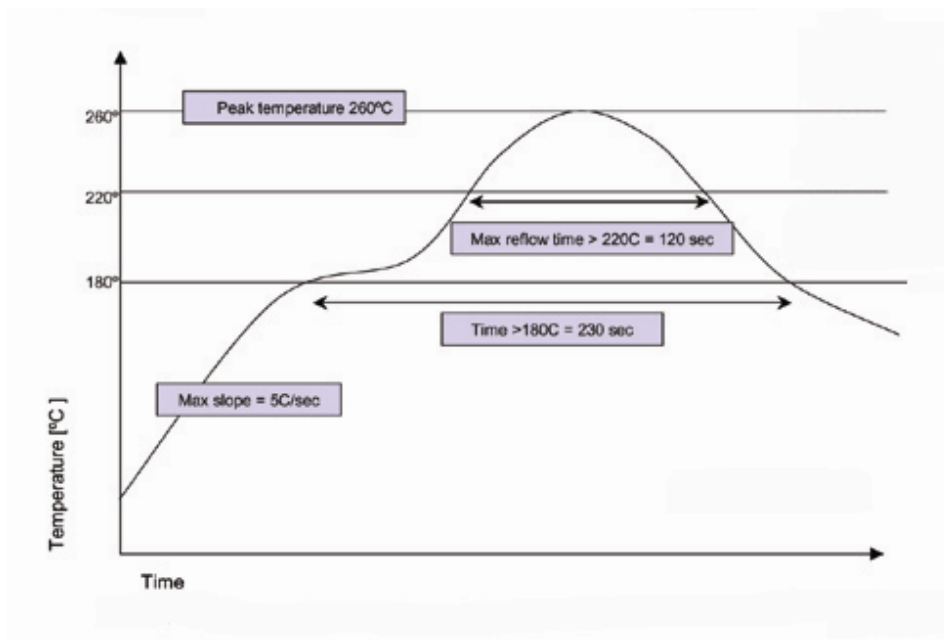 Peak temperature 260ºC
260º
220º
Max reflow time > 220C = 120 sec
180º
Time >180C = 230 sec
Max slope = 5C/sec
Temperature [ºC]
Time